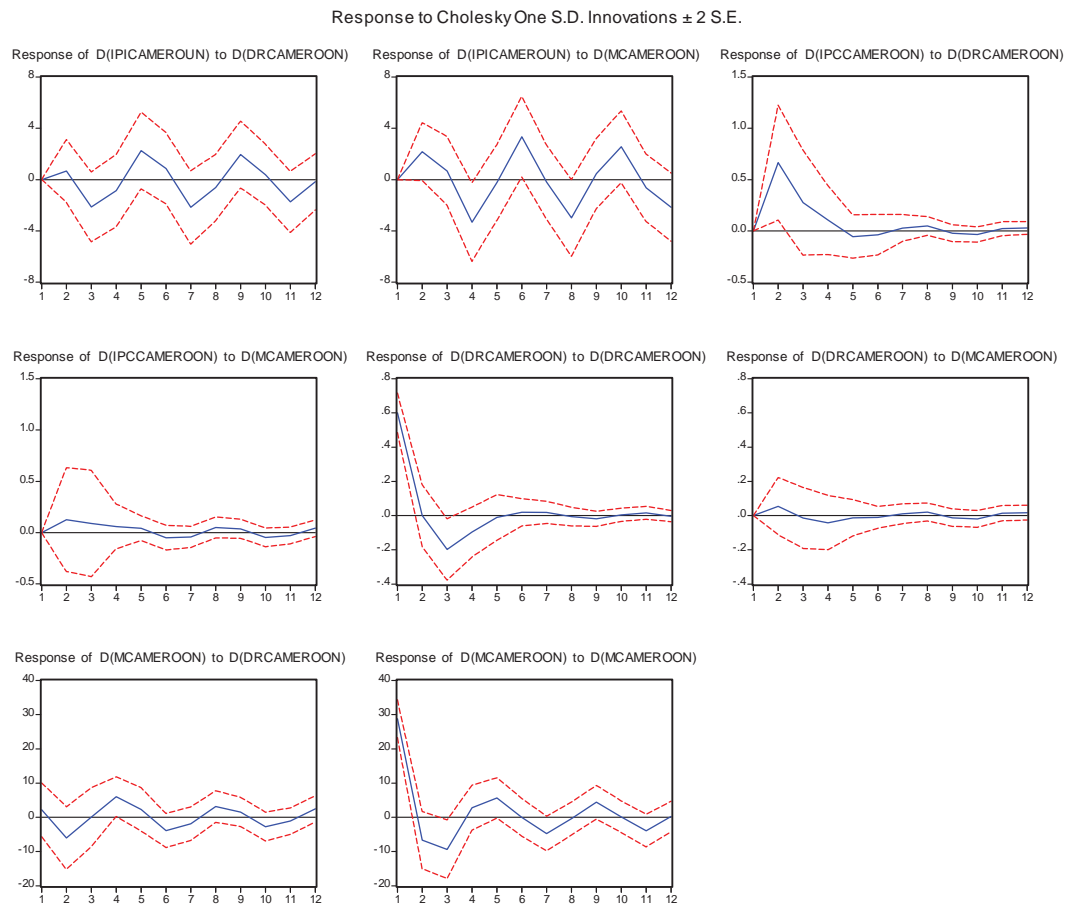 Response to Cholesky One S.D. Innovations ± 2 S.E.
Response of D(IPICAMEROUN) to D(DRCAMEROON)
8
4
0
-4
-8
1 2 3 4 5 6 7 8 9 10 11 12
Response of D(IPICAMEROUN) to D(MCAMEROON)
8
4
0
-4
-8
1 2 3 4 5 6 7 8 9 10 11 12
Response of D(IPCCAMEROON) to D(DRCAMEROON)
1.5
1.0
0.5
0.0
-0.5
1 2 3 4 5 6 7 8 9 10 11 12
Response of D(IPCCAMEROON) to D(MCAMEROON)
1.5
1.0
0.5
0.0
-0.5
1 2 3 4 5 6 7 8 9 10 11 12
Response of D(DRCAMEROON) to D(DRCAMEROON)
.8
.6
.4
.2
.0
-.2
-.4
1 2 3 4 5 6 7 8 9 10 11 12
Response of D(DRCAMEROON) to D(MCAMEROON)
.8
.6
.4
.2
.0
-.2
-.4
1 2 3 4 5 6 7 8 9 10 11 12
Response of D(MCAMEROON) to D(DRCAMEROON)
40
30
20
10
0
-10
-20
1 2 3 4 5 6 7 8 9 10 11 12
Response of D(MCAMEROON) to D(MCAMEROON)
40
30
20
10
0
-10
-20
1 2 3 4 5 6 7 8 9 10 11 12